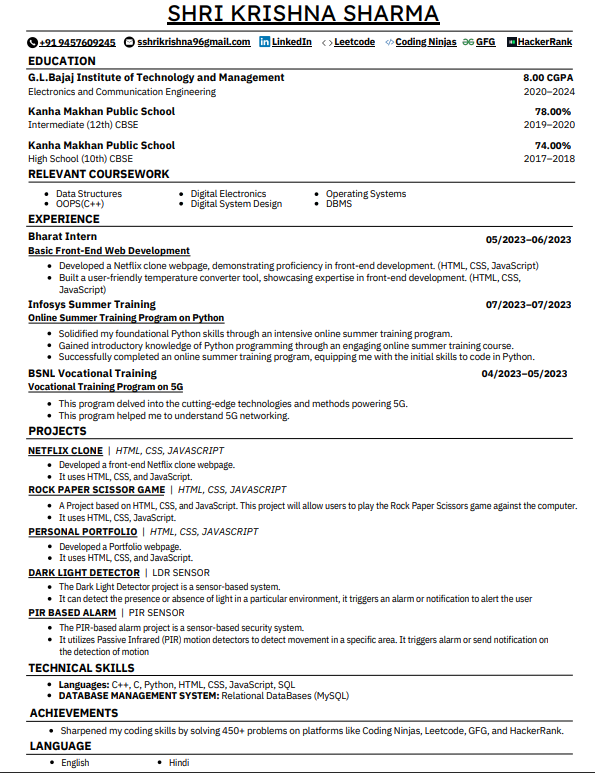 SHRI KRISHNA SHARMA
+91 9457609245 sshrikrishna96gmail.com LinkedIn Leetcode Coding Ninjas GFG HackerRank
EDUCATION
G.L.Bajaj Institute of Technology and Management 8.00 CGPA
Electronics and Communication Engineering 2020–2024
Kanha Makhan Public School 78.00%
Intermediate (12th) CBSE 2019–2020
Kanha Makhan Public School 74.00%
High School (10th) CBSE 2017–2018
RELEVANT COURSEWORK
• Data Structures • Digital Electronics • Operating Systems
• OOPS(C++) • Digital System Design • DBMS
EXPERIENCE
Bharat Intern 05/2023–06/2023
Basic Front-End Web Development
• Developed a Netflix clone webpage, demonstrating proficiency in front-end development. (HTML, CSS, JavaScript)
• Built a user-friendly temperature converter tool, showcasing expertise in front-end development. (HTML, CSS,
JavaScript)
Infosys Summer Training 07/2023–07/2023
Online Summer Training Program on Python
• Solidified my foundational Python skills through an intensive online summer training program.
• Gained introductory knowledge of Python programming through an engaging online summer training course.
• Successfully completed an online summer training program, equipping me with the initial skills to code in Python.
BSNL Vocational Training 04/2023–05/2023
Vocational Training Program on 5G
• This program delved into the cutting-edge technologies and methods powering 5G.
• This program helped me to understand 5G networking.
PROJECTS
NETFLIX CLONE | HTML, CSS, JAVASCRIPT
• Developed a front-end Netflix clone webpage.
• It uses HTML, CSS, and JavaScript.
ROCK PAPER SCISSOR GAME | HTML, CSS, JAVASCRIPT
• A Project based on HTML, CSS, and JavaScript. This project will allow users to play the Rock Paper Scissors game against the computer.
• It uses HTML, CSS, JavaScript.
PERSONAL PORTFOLIO | HTML, CSS, JAVASCRIPT
• Developed a Portfolio webpage.
• It uses HTML, CSS, and JavaScript.
DARK LIGHT DETECTOR | LDR SENSOR
• The Dark Light Detector project is a sensor-based system.
• It can detect the presence or absence of light in a particular environment, it triggers an alarm or notification to alert the user
PIR BASED ALARM | PIR SENSOR
• The PIR-based alarm project is a sensor-based security system.
• It utilizes Passive Infrared (PIR) motion detectors to detect movement in a specific area. It triggers alarm or send notification on
the detection of motion
TECHNICAL SKILLS
• Languages: C++, C, Python, HTML, CSS, JavaScript, SQL
• DATABASE MANAGEMENT SYSTEM: Relational DataBases (MySQL)
ACHIEVEMENTS
• Sharpened my coding skills by solving 450+ problems on platforms like Coding Ninjas, Leetcode, GFG, and HackerRank.
LANGUAGE
• English • Hindi